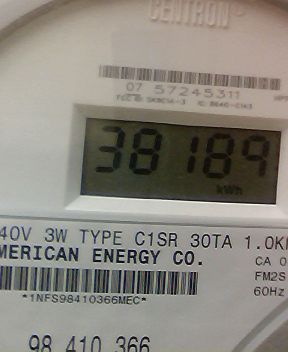 CENTRON
07 57245311
38189
kWh
40V 3W TYPE C1SR 30TA 1.0K
MERICAN ENERGY CO.
CA 0
FM2S
60Hz
*1NFS98410366MEC*
98 410 366